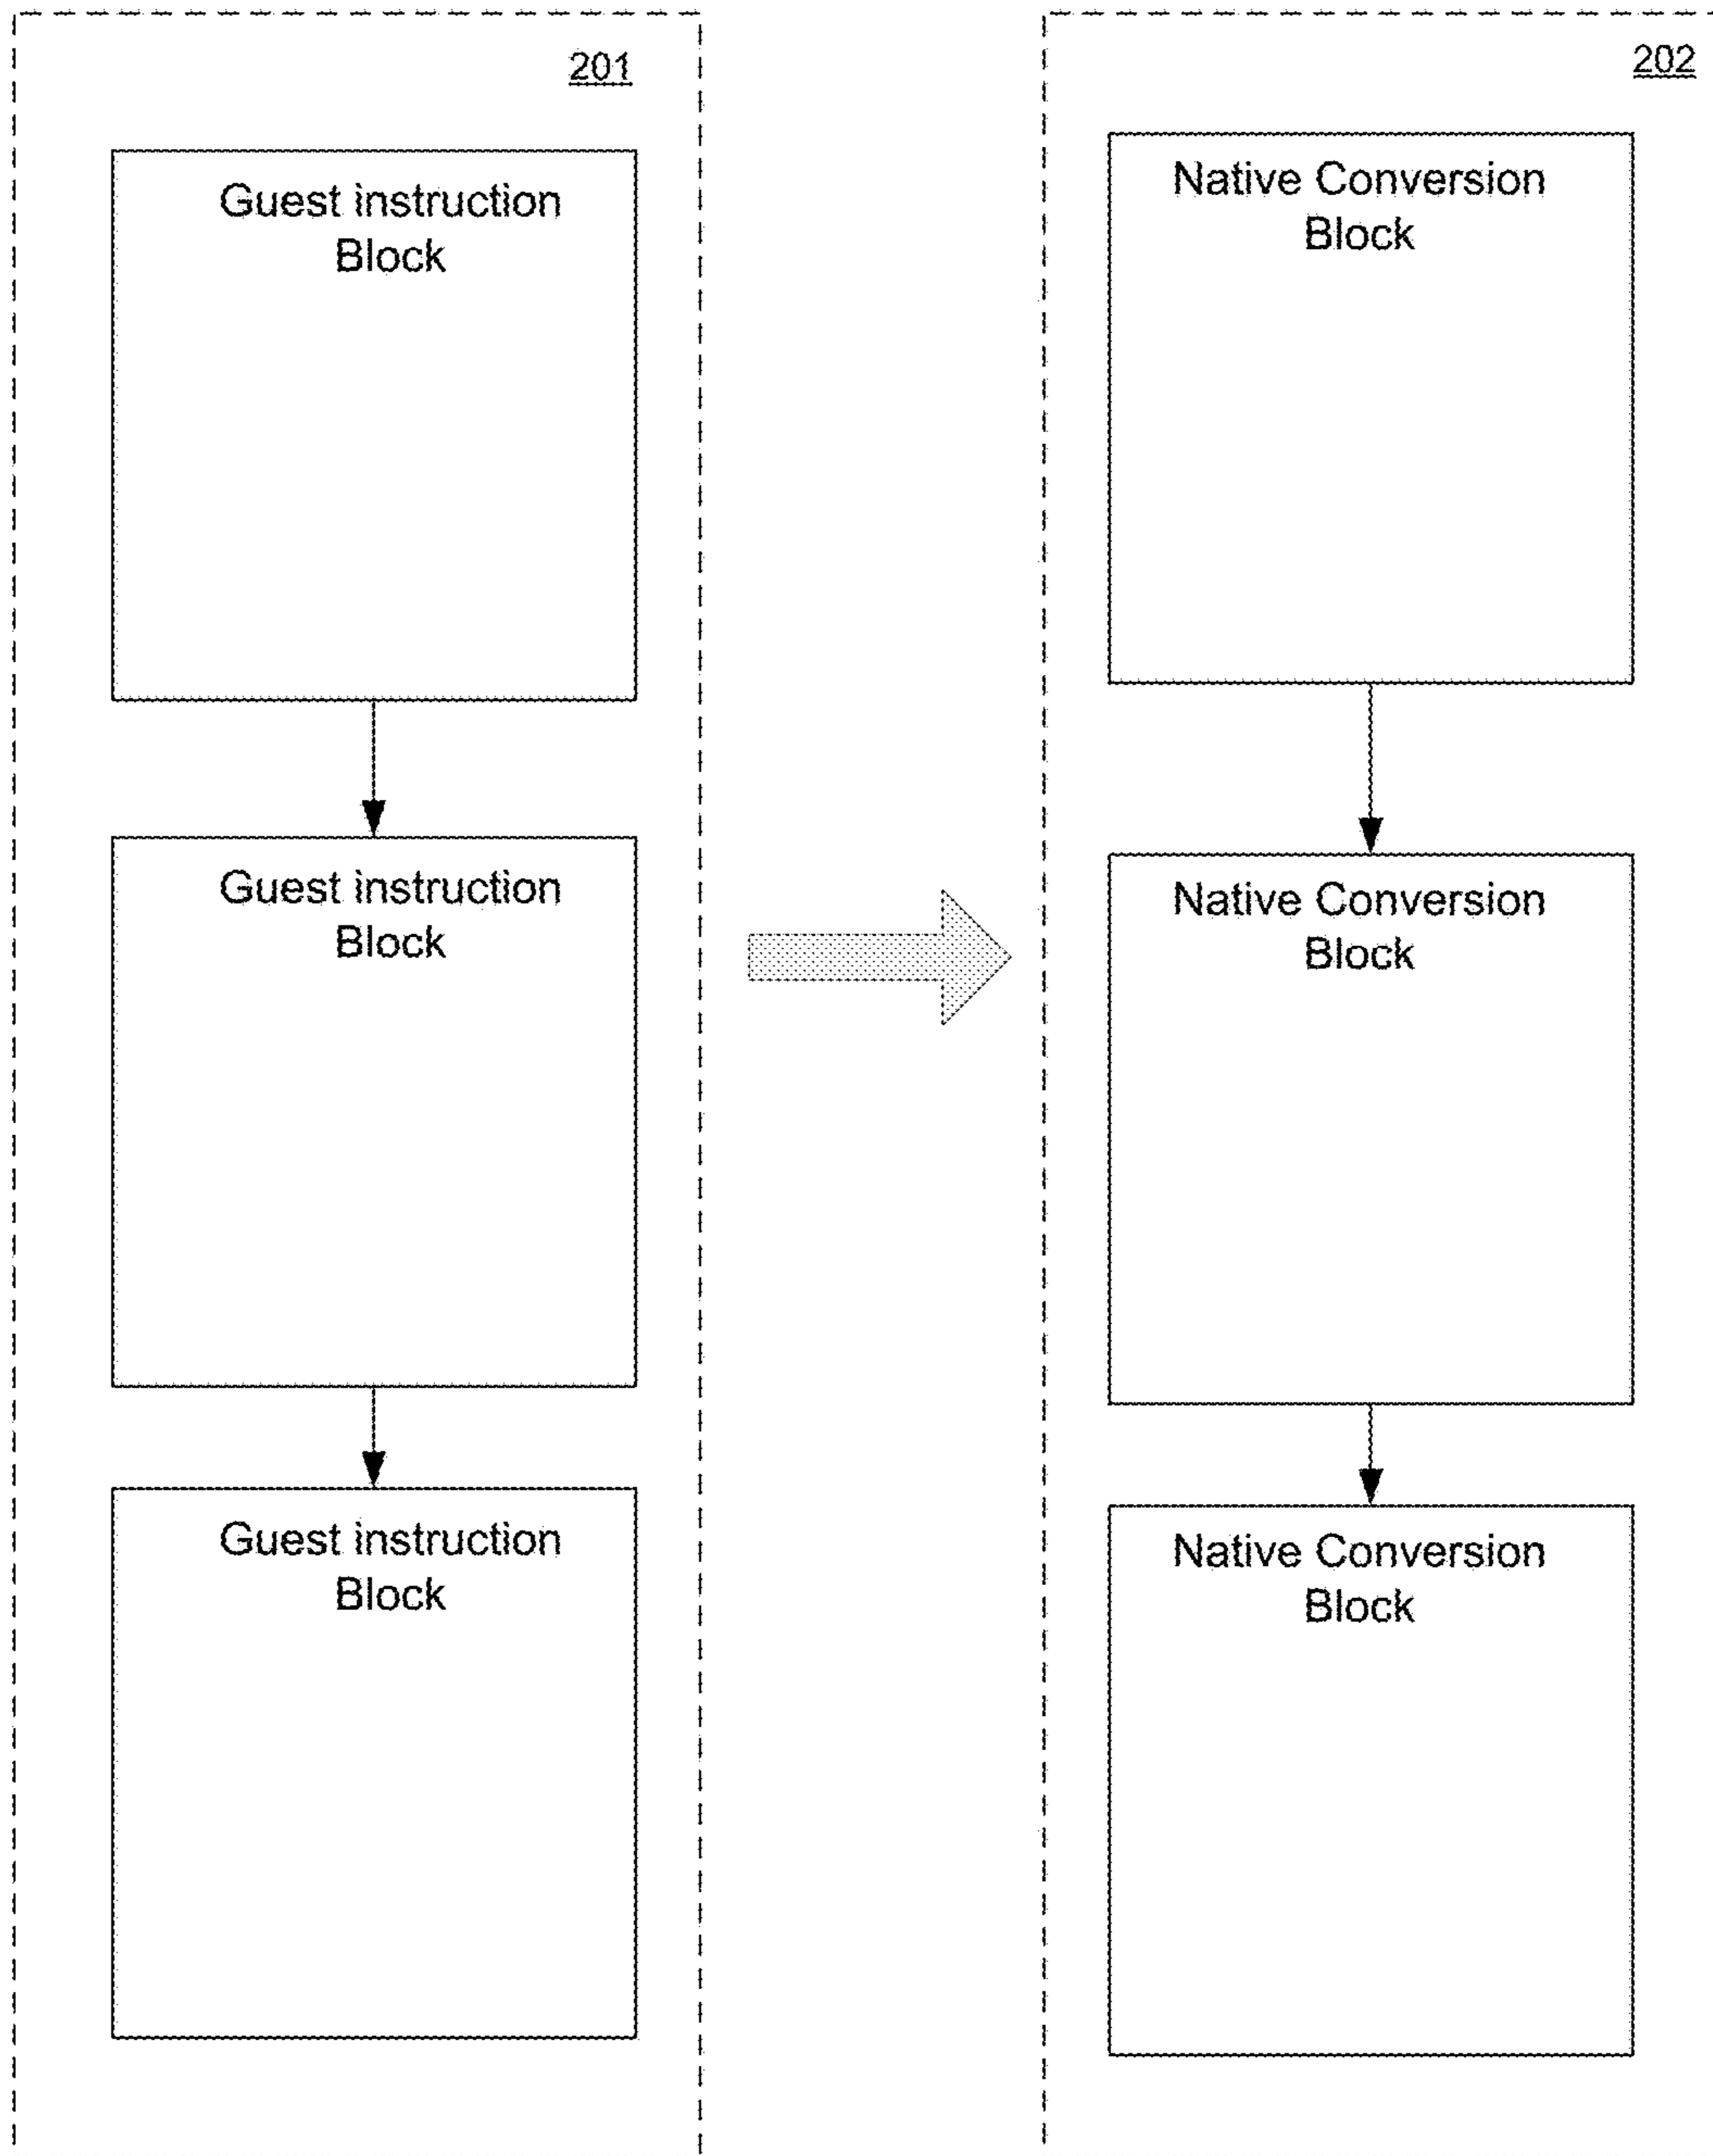 201
Guest instruction
Block
Guest instruction
Block
Guest instruction
Block
202
Native Conversion
Block
Native Conversion
Block
Native Conversion
Block